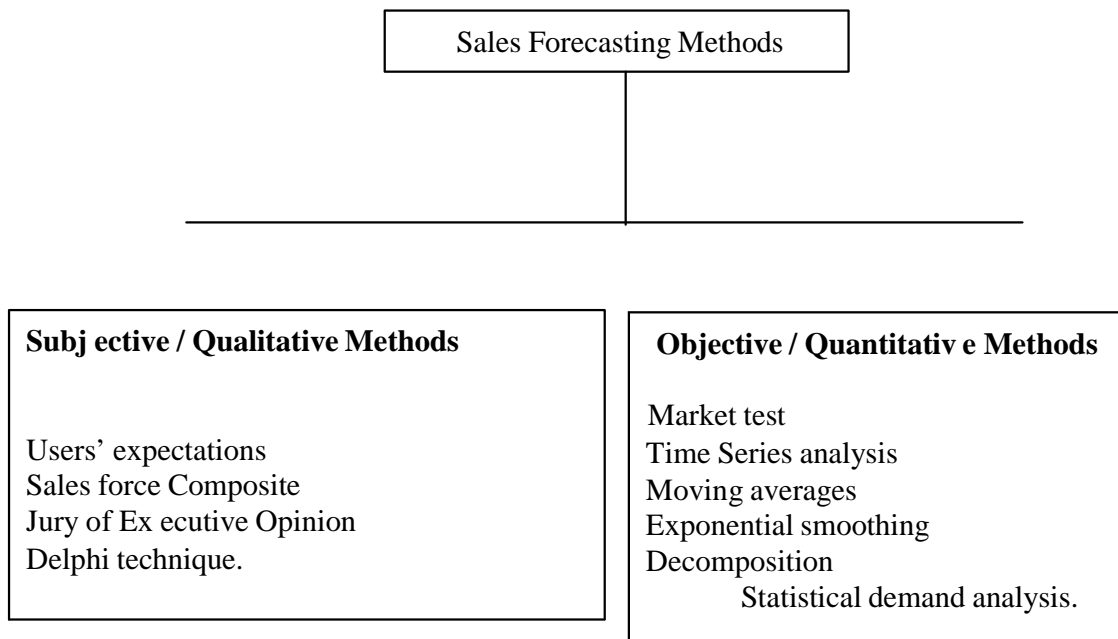 Sales Forecasting Methods
Subj ective / Qualitative Methods
Users’ expectations
Sales force Composite
Jury of Ex ecutive Opinion
Delphi technique.
Objective / Quantitativ e Methods
Market test
Time Series analysis
Moving averages
Exponential smoothing
Decomposition
Statistical demand analysis.